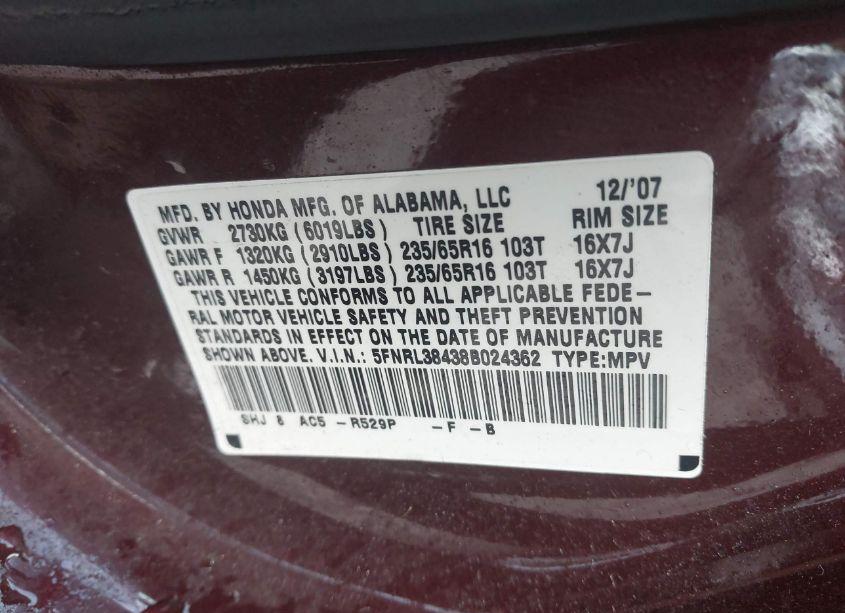 MFD. BY HONDA MFG. OF ALABAMA, LLC 12/'07
GVWR 2730KG (6019LBS) TIRE SIZE RIM SIZE
GAWR F 1320KG (2910LBS) 235/65R16 103T 16X7J
GAWR R 1450KG (3197LBS) 235/65R16 103T 16X7J
THIS VEHICLE CONFORMS TO ALL APPLICABLE FEDE-
RAL MOTOR VEHICLE SAFETY AND THEFT PREVENTION
STANDARDS IN EFFECT ON THE DATE OF MANUFACTURE
SHOWN ABOVE. V.I.N.: 5FNRL38438B024362 TYPE:MPV
SHJ 8 AC5 -R529P -F -B